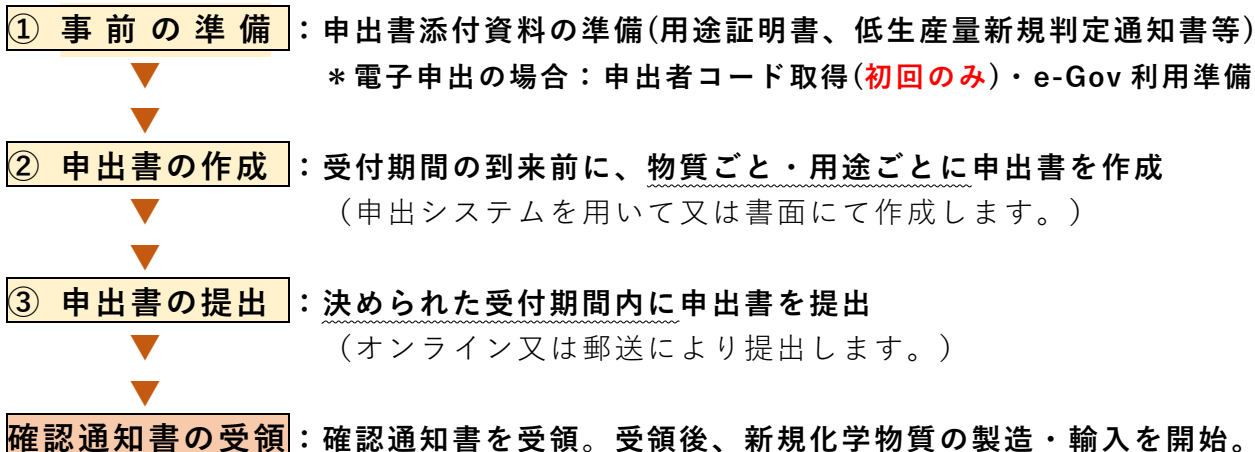 ① 事前の準備：申出書添付資料の準備(用途証明書、低生産量新規判定通知書等)
＊電子申出の場合：申出者コード取得(初回のみ)・e-Gov 利用準備
② 申出書の作成：受付期間の到来前に、物質ごと・用途ごとに申出書を作成
（申出システムを用いて又は書面にて作成します。）
③ 申出書の提出：決められた受付期間内に申出書を提出
（オンライン又は郵送により提出します。）
確認通知書の受領：確認通知書を受領。受領後、新規化学物質の製造・輸入を開始。